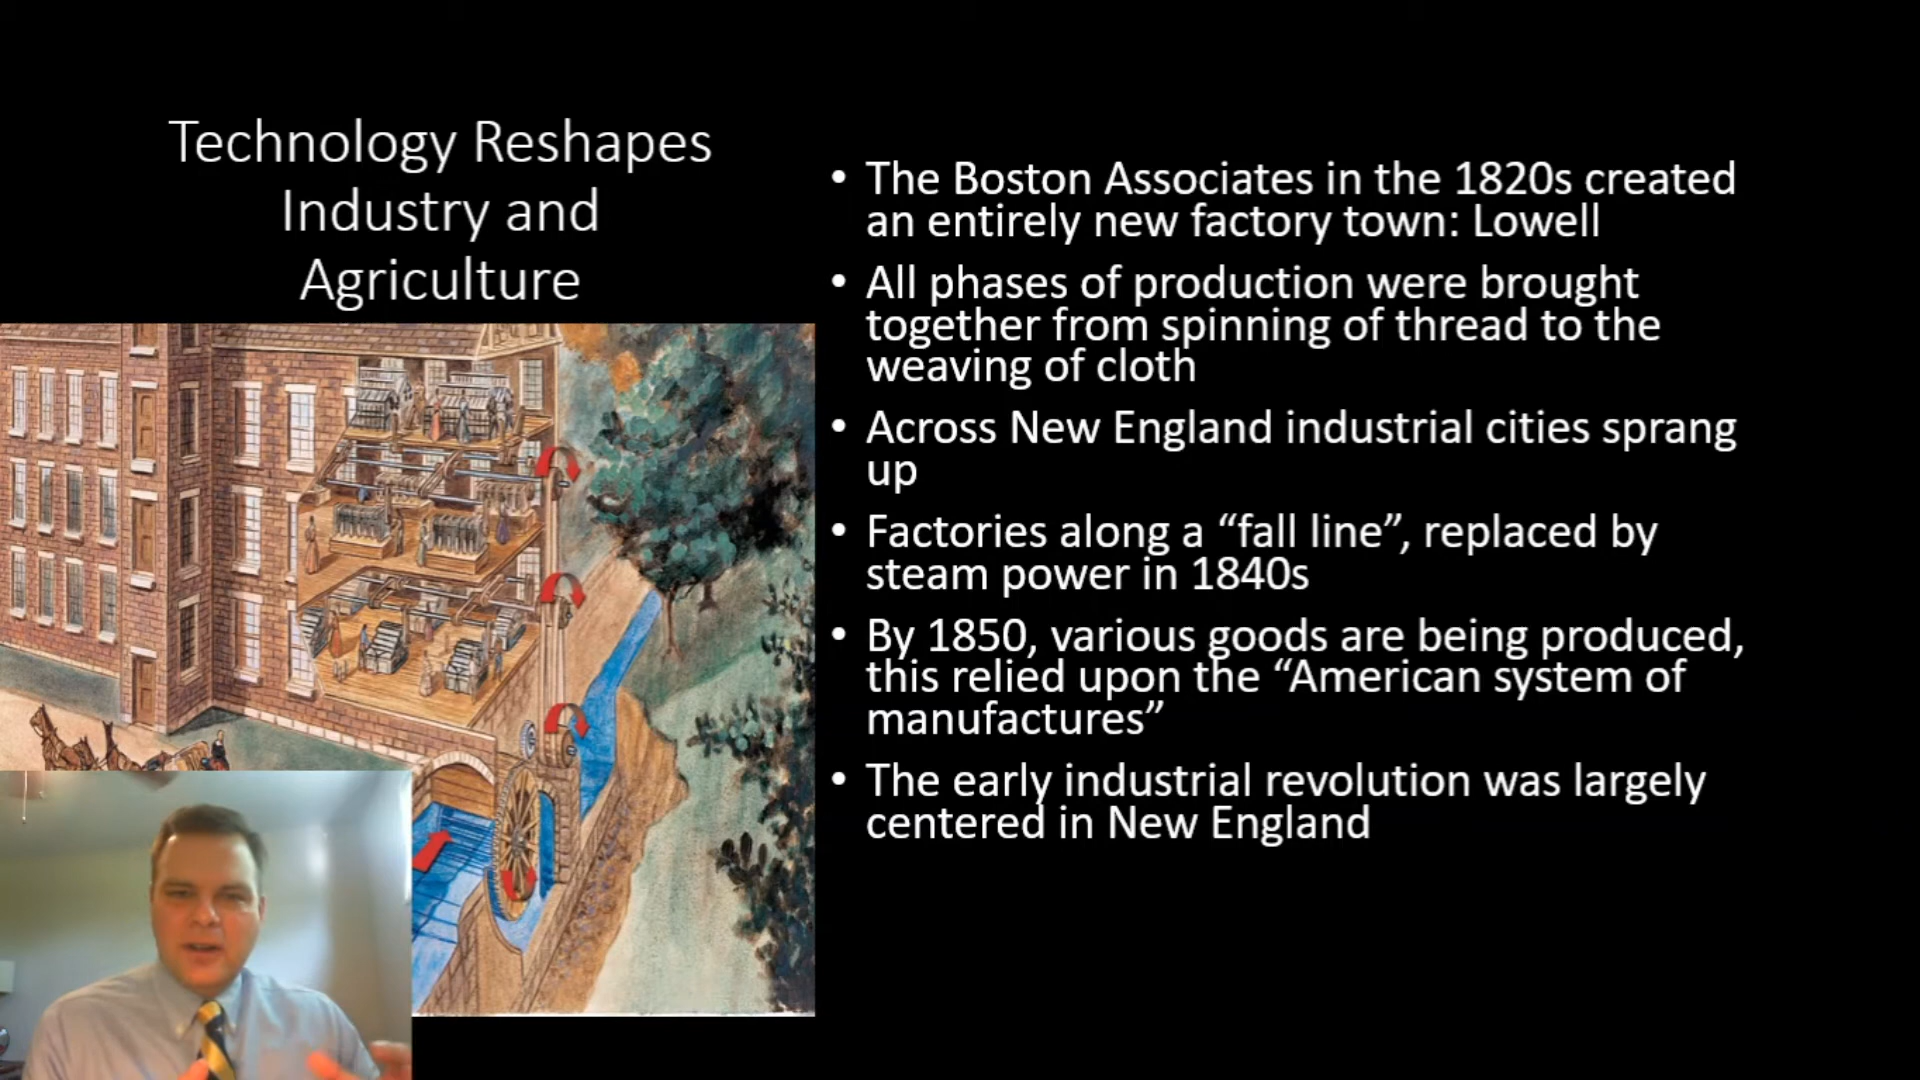 Technology Reshapes
Industry and
Agriculture
• The Boston Associates in the 1820s created
an entirely new factory town: Lowell
• All phases of production were brought
together from spinning of thread to the
weaving of cloth
• Across New England industrial cities sprang
up
• Factories along a “fall line”, replaced by
steam power in 1840s
• By 1850, various goods are being produced,
this relied upon the “American system of
manufactures”
• The early industrial revolution was largely
centered in New England